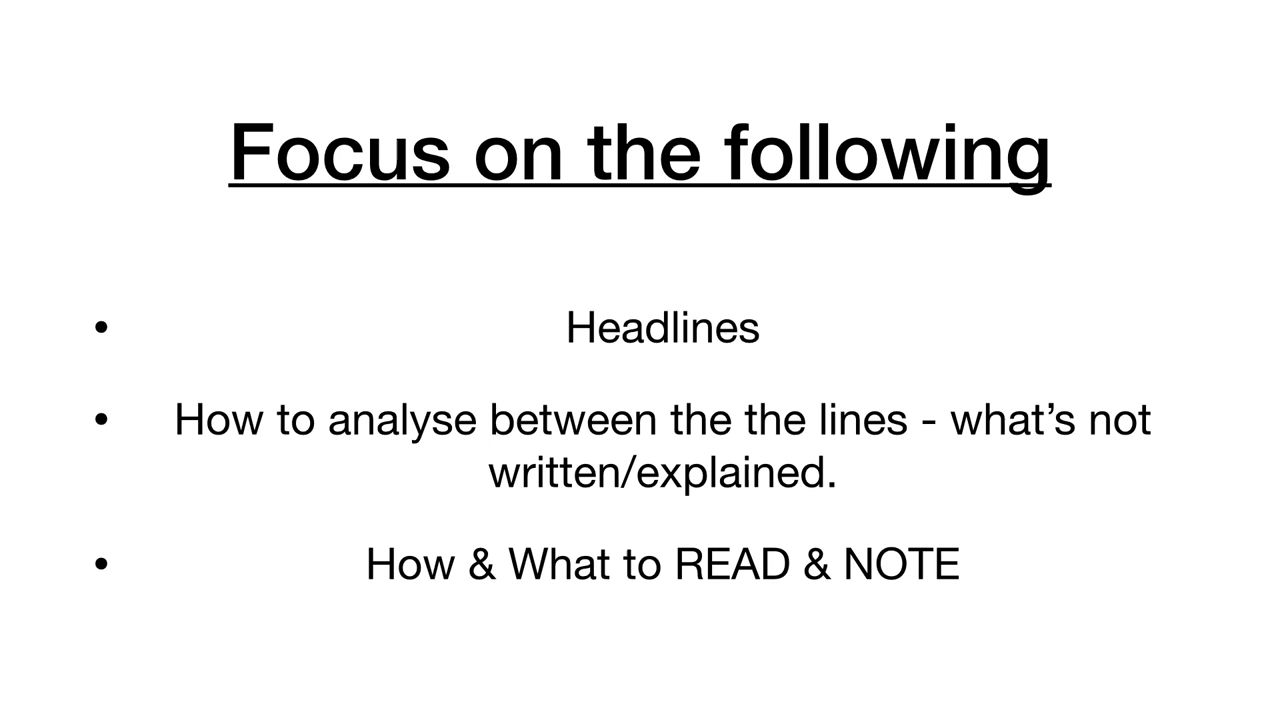 Focus on the following
• Headlines
• How to analyse between the the lines - what’s not
written/explained.
• How & What to READ & NOTE